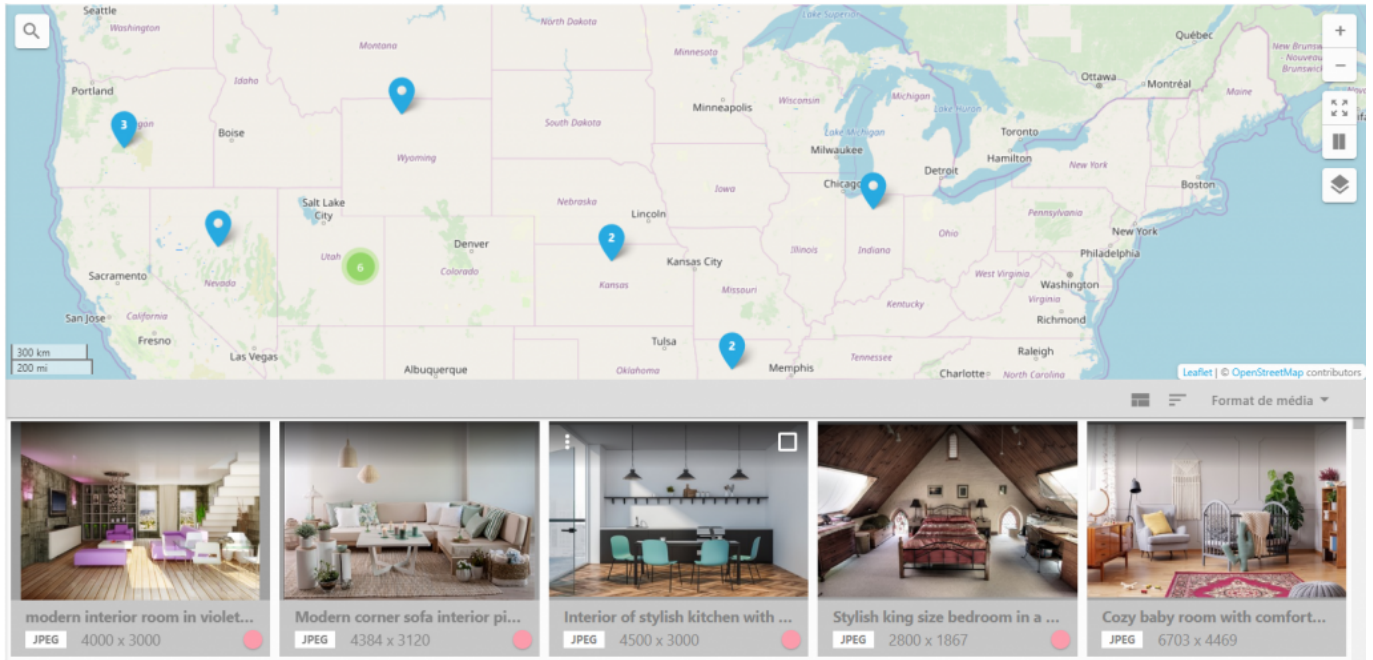 Seattle
Washington
North Dakota
Lake Superior
Québec
Montana
Minnesota
Idaho
Portland
Ottawa
Montréal
Maine
New Brunsw
Nouveau
Brunswick
Minneapolis
Wisconsin
Michigan
Lake Huron
3
gon
Boise
South Dakota
Lake Michigan
Toronto
Milwaukee
Hamilton
Wyoming
New York
Detroit
Chicago
Boston
Iowa
Salt Lake
City
Nebraska
Lincoln
Pennsylvania
New York
Ohio
2
Denver
Illinois
Indiana
Philadelphia
Utah
6
Colorado
Kansas City
Sacramento
Nevada
Kansas
Missouri
West Virginia
Washington
Virginia
Kentucky
San Jose
California
Richmond
Fresno
Tulsa
2
Raleigh
300 km
200 mi
Las Vegas
Albuquerque
Oklahoma
Memphis
Tennessee
Charlotte
North Carolina
Leaflet | © OpenStreetMap contributors
Format de média
modern interior room in violet...
JPEG 4000 x 3000
Modern corner sofa interior pi...
JPEG 4384 x 3120
Interior of stylish kitchen with ...
JPEG 4500 x 3000
Stylish king size bedroom in a ...
JPEG 2800 x 1867
Cozy baby room with comfort...
JPEG 6703 x 4469